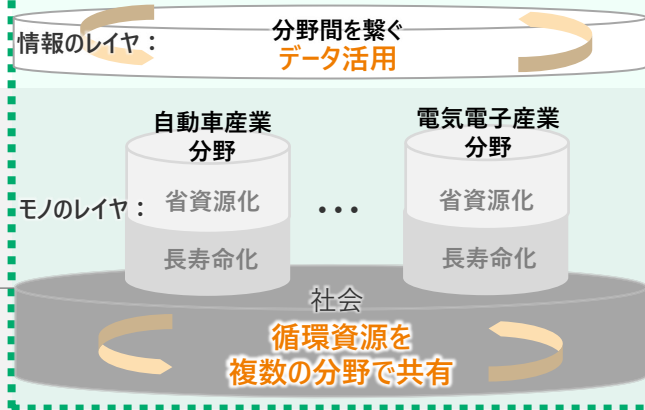 情報のレイヤ：
分野間を繋ぐ
データ活用
自動車産業
分野
電気電子産業
分野
モノのレイヤ：
省資源化
・・・
省資源化
長寿命化
長寿命化
社会
循環資源を
複数の分野で共有